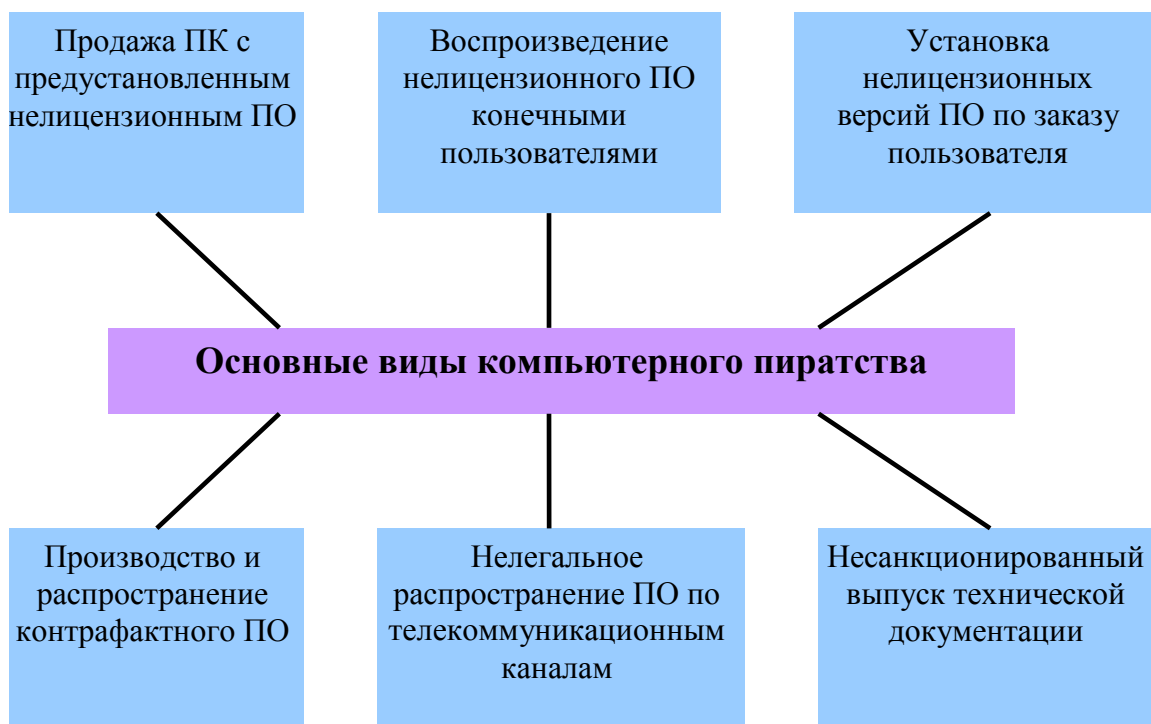 Продажа ПК с
предустановленным
нелицензионным ПО
Воспроизведение
нелицензионного ПО
конечными
пользователями
Установка
нелицензионных
версий ПО по заказу
пользователя
Основные виды компьютерного пиратства
Производство и
распространение
контрафактного ПО
Нелегальное
распространение ПО по
телекоммуникационным
каналам
Несанкционированный
выпуск технической
документации